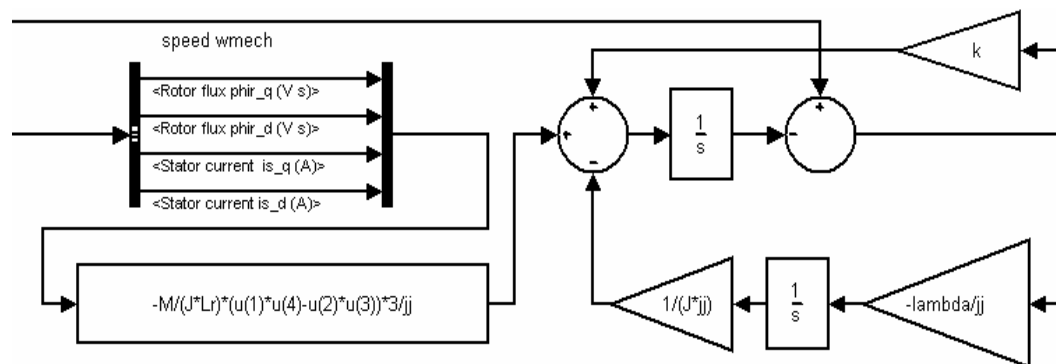 speed wmech
k
<Rotor flux phir_q (V s)>
<Rotor flux phir_d (V s)>
<Stator current is_q (A)>
<Stator current is_d (A)>
+
+
-
1
s
+
-
-M/(J*Lr)*(u(1)*u(4)-u(2)*u(3))*3/jj
1/(J*jj)
1
s
-lambda/jj